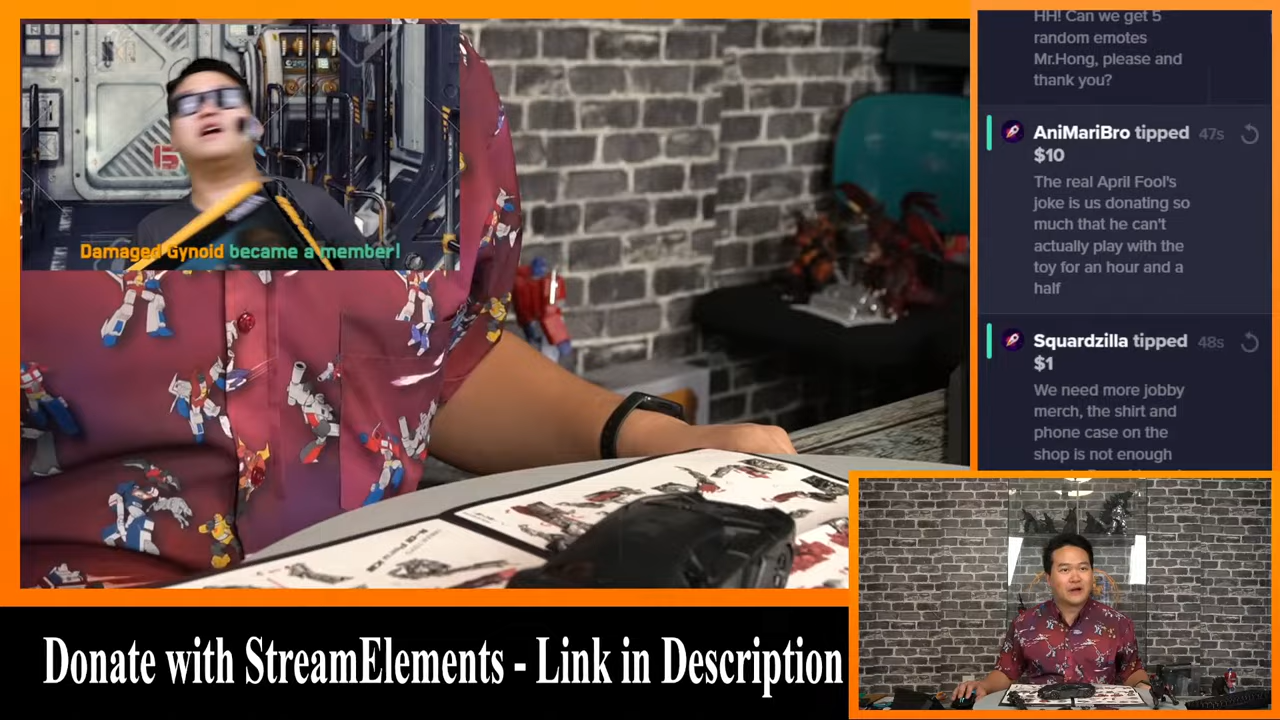 Damaged Gynoid became a member!
HH! Can we get 5
random emotes
Mr.Hong, please and
thank you?
AniMariBro tipped 47s
$10
The real April Fool's
joke is us donating so
much that he can't
actually play with the
toy for an hour and a
half
Squardzilla tipped 48s
$1
We need more jobby
merch, the shirt and
phone case on the
shop is not enough
Donate with StreamElements - Link in Description